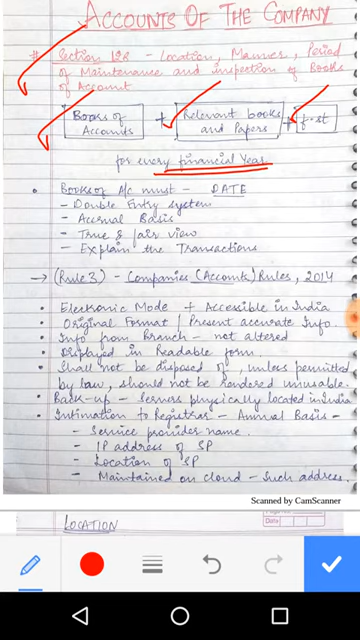 ACCOUNTS OF THE COMPANY
# Section 128 - Location, Manner, Period
of Maintenance and inspection of Books
of Account
Books of Accounts + Relevant books and Papers + f.st
for every financial Year
• Books of A/c must - DATE
- Double Entry system
- Accrual Basis
- True & fair view
- Explain the Transactions
→ (Rule 3) - Companies (Accounts) Rules, 2014
• Electronic Mode + Accessible in India
• Original Format / Present accurate Info.
• Info from Branch - not altered
• Displayed in Readable form.
• Shall not be disposed of, unless permitted
by law, should not be rendered unusable.
• Back-up - Servers physically located in India
• Intimation to Registrar - Annual Basis -
- Service provider name.
- IP address of SP
- Location of SP
- Maintained on cloud - Such address.
Scanned by CamScanner
LOCATION
Date